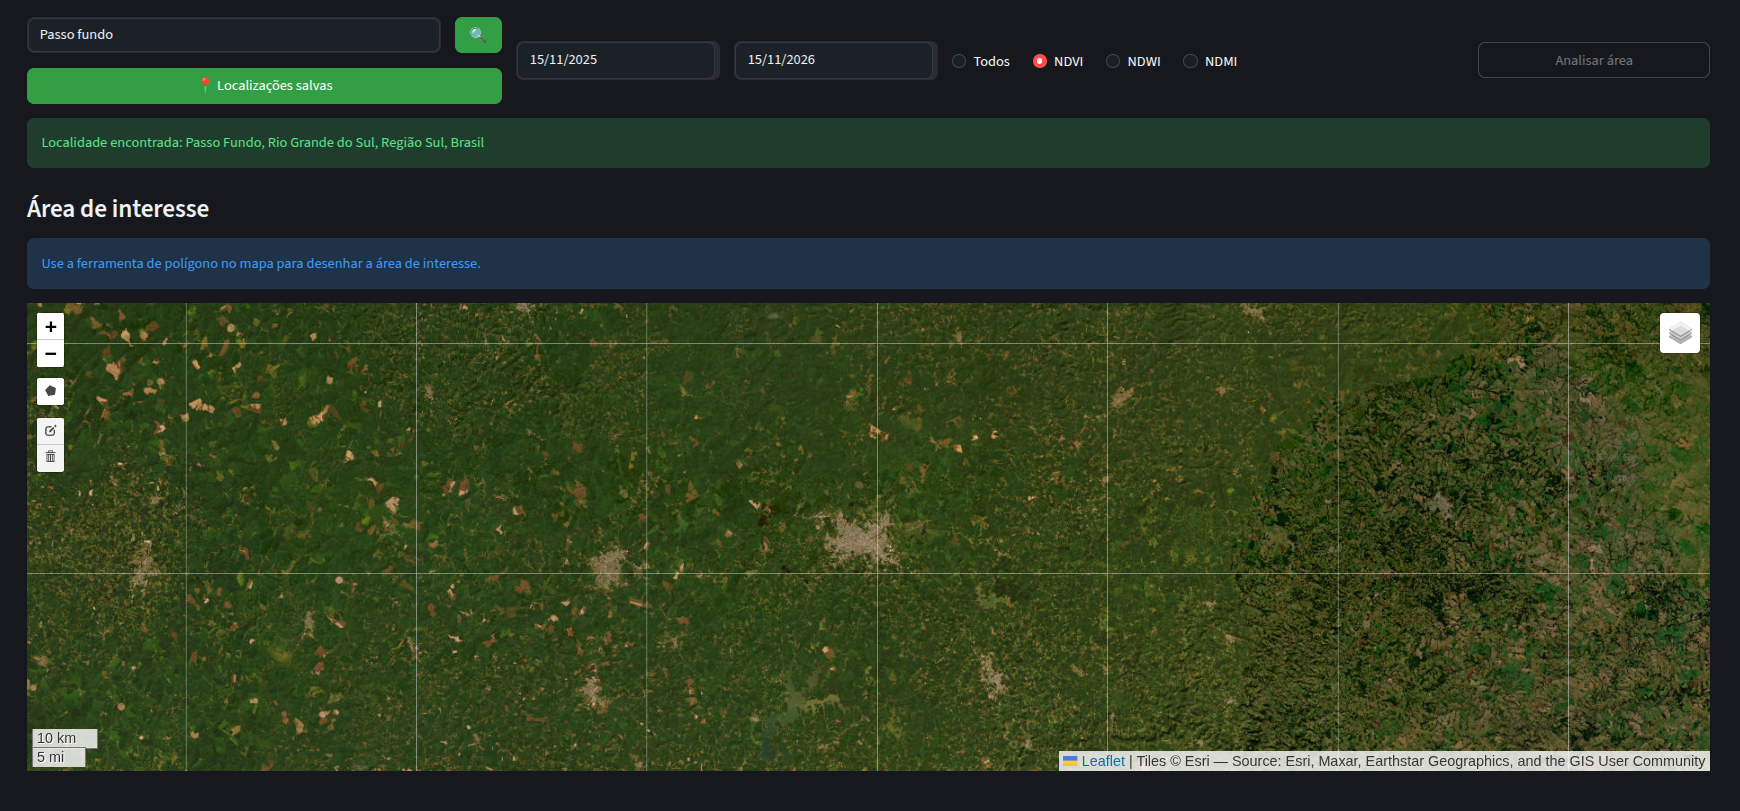 Passo fundo
📍 Localizações salvas
15/11/2025
15/11/2026
Todos
NDVI
NDWI
NDMI
Analisar área
Localidade encontrada: Passo Fundo, Rio Grande do Sul, Região Sul, Brasil
Área de interesse
Use a ferramenta de polígono no mapa para desenhar a área de interesse.
+
−
10 km
5 mi
Leaflet | Tiles © Esri — Source: Esri, Maxar, Earthstar Geographics, and the GIS User Community